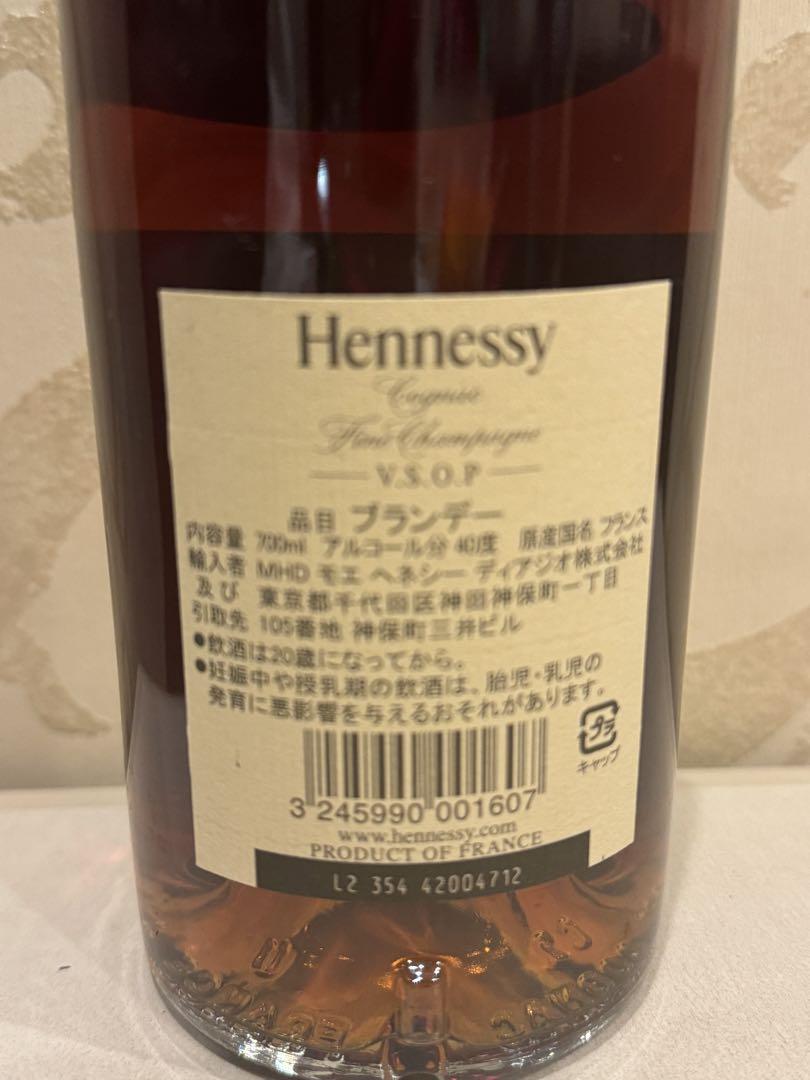 Hennessy
Cognac
Fine Champagne
V.S.O.P
品目 ブランデー
内容量 700ml アルコール分 40度 原産国名 フランス
輸入者 MHD モエ ヘネシー ディアジオ株式会社
及び 東京都千代田区神田神保町一丁目
引取先 105番地 神保町三井ビル
●飲酒は20歳になってから。
●妊娠中や授乳期の飲酒は、胎児・乳児の
発育に悪影響を与えるおそれがあります。
プラ
キャップ
3 245990 001607
www.hennessy.com
PRODUCT OF FRANCE
L2 354 42004712